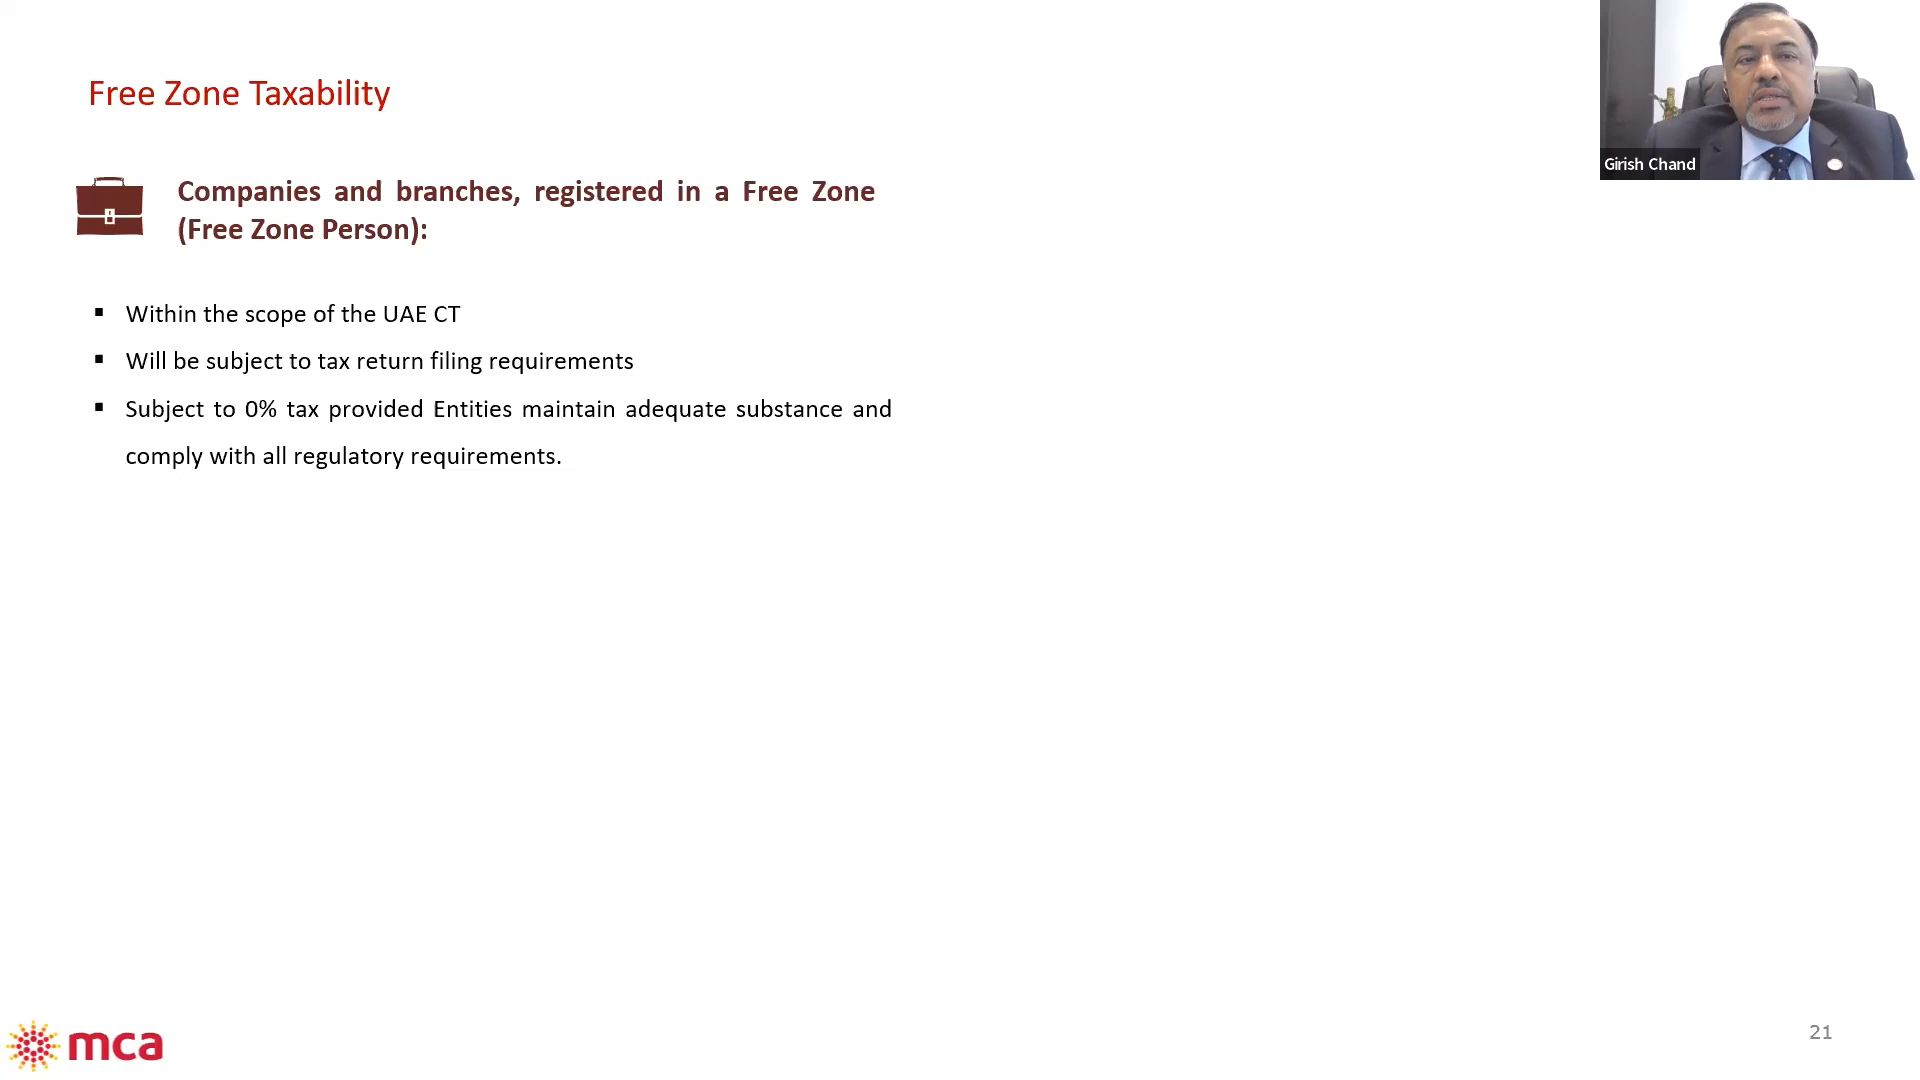 Free Zone Taxability
Girish Chand
Companies and branches, registered in a Free Zone
(Free Zone Person):
▪ Within the scope of the UAE CT
▪ Will be subject to tax return filing requirements
▪ Subject to 0% tax provided Entities maintain adequate substance and
comply with all regulatory requirements.
mca
21